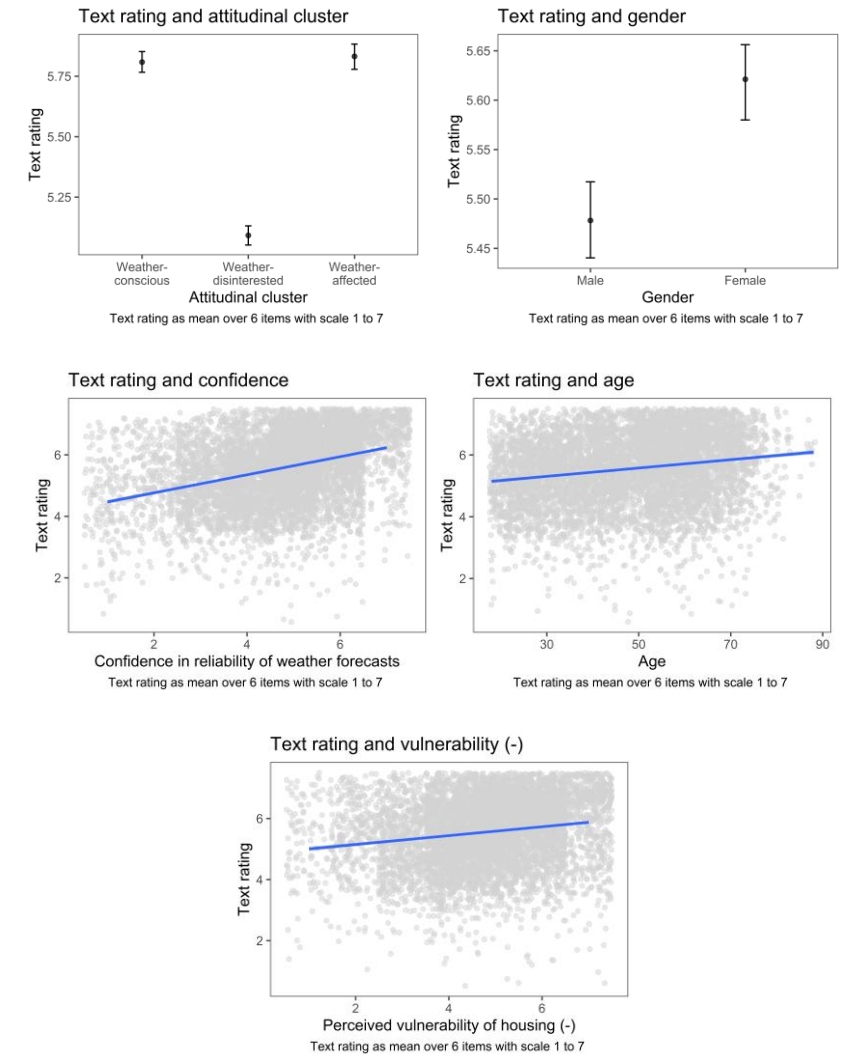 Text rating and attitudinal cluster
Text rating
5.75
5.50
5.25
Weather-
conscious
Weather-
disinterested
Weather-
affected
Attitudinal cluster
Text rating as mean over 6 items with scale 1 to 7
Text rating and gender
Text rating
5.65
5.60
5.55
5.50
5.45
Male
Female
Gender
Text rating as mean over 6 items with scale 1 to 7
Text rating and confidence
Text rating
6
4
2
2
4
6
Confidence in reliability of weather forecasts
Text rating as mean over 6 items with scale 1 to 7
Text rating and age
Text rating
6
4
2
30
50
70
90
Age
Text rating as mean over 6 items with scale 1 to 7
Text rating and vulnerability (-)
Text rating
6
4
2
2
4
6
Perceived vulnerability of housing (-)
Text rating as mean over 6 items with scale 1 to 7